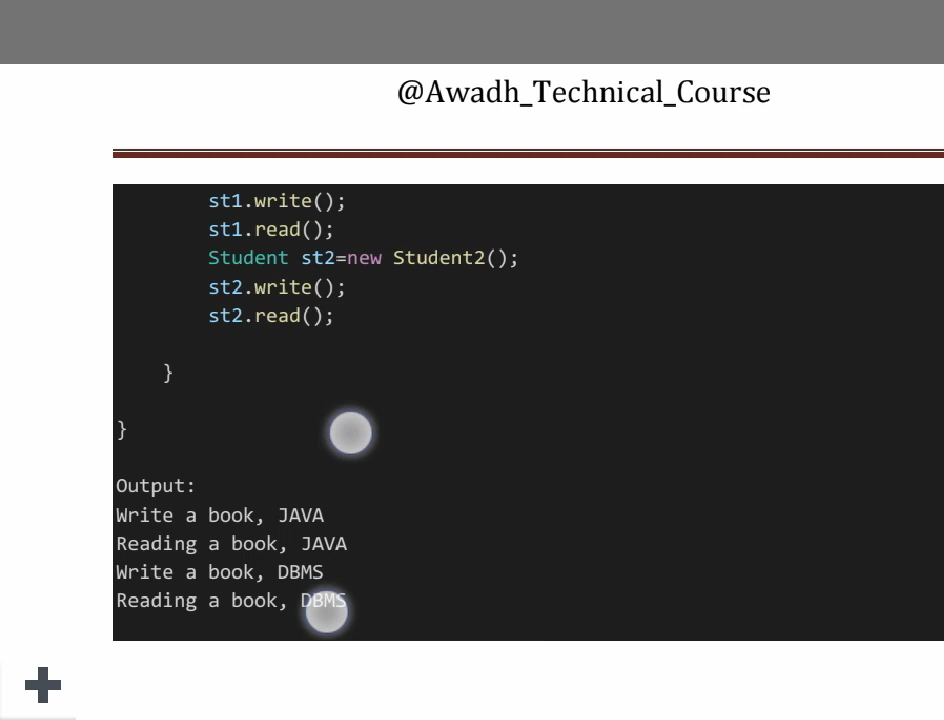 @Awadh_Technical_Course
st1.write();
st1.read();
Student st2=new Student2();
st2.write();
st2.read();
}
}
Output:
Write a book, JAVA
Reading a book, JAVA
Write a book, DBMS
Reading a book, DBMS